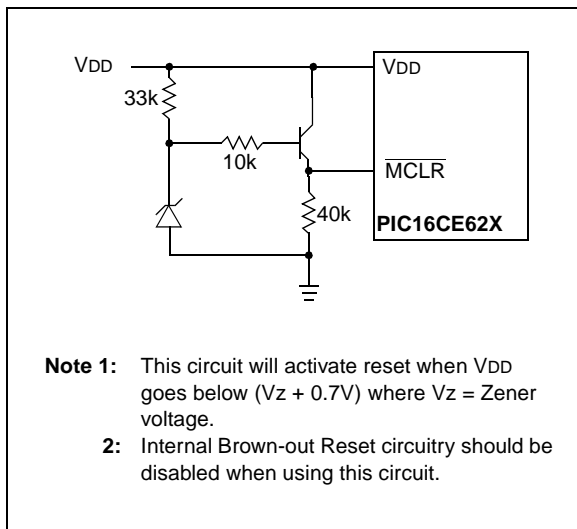 VDD
VDD
33k
10k
MCLR
40k
PIC16CE62X
Note 1: This circuit will activate reset when VDD
goes below (Vz + 0.7V) where Vz = Zener
voltage.
2: Internal Brown-out Reset circuitry should be
disabled when using this circuit.